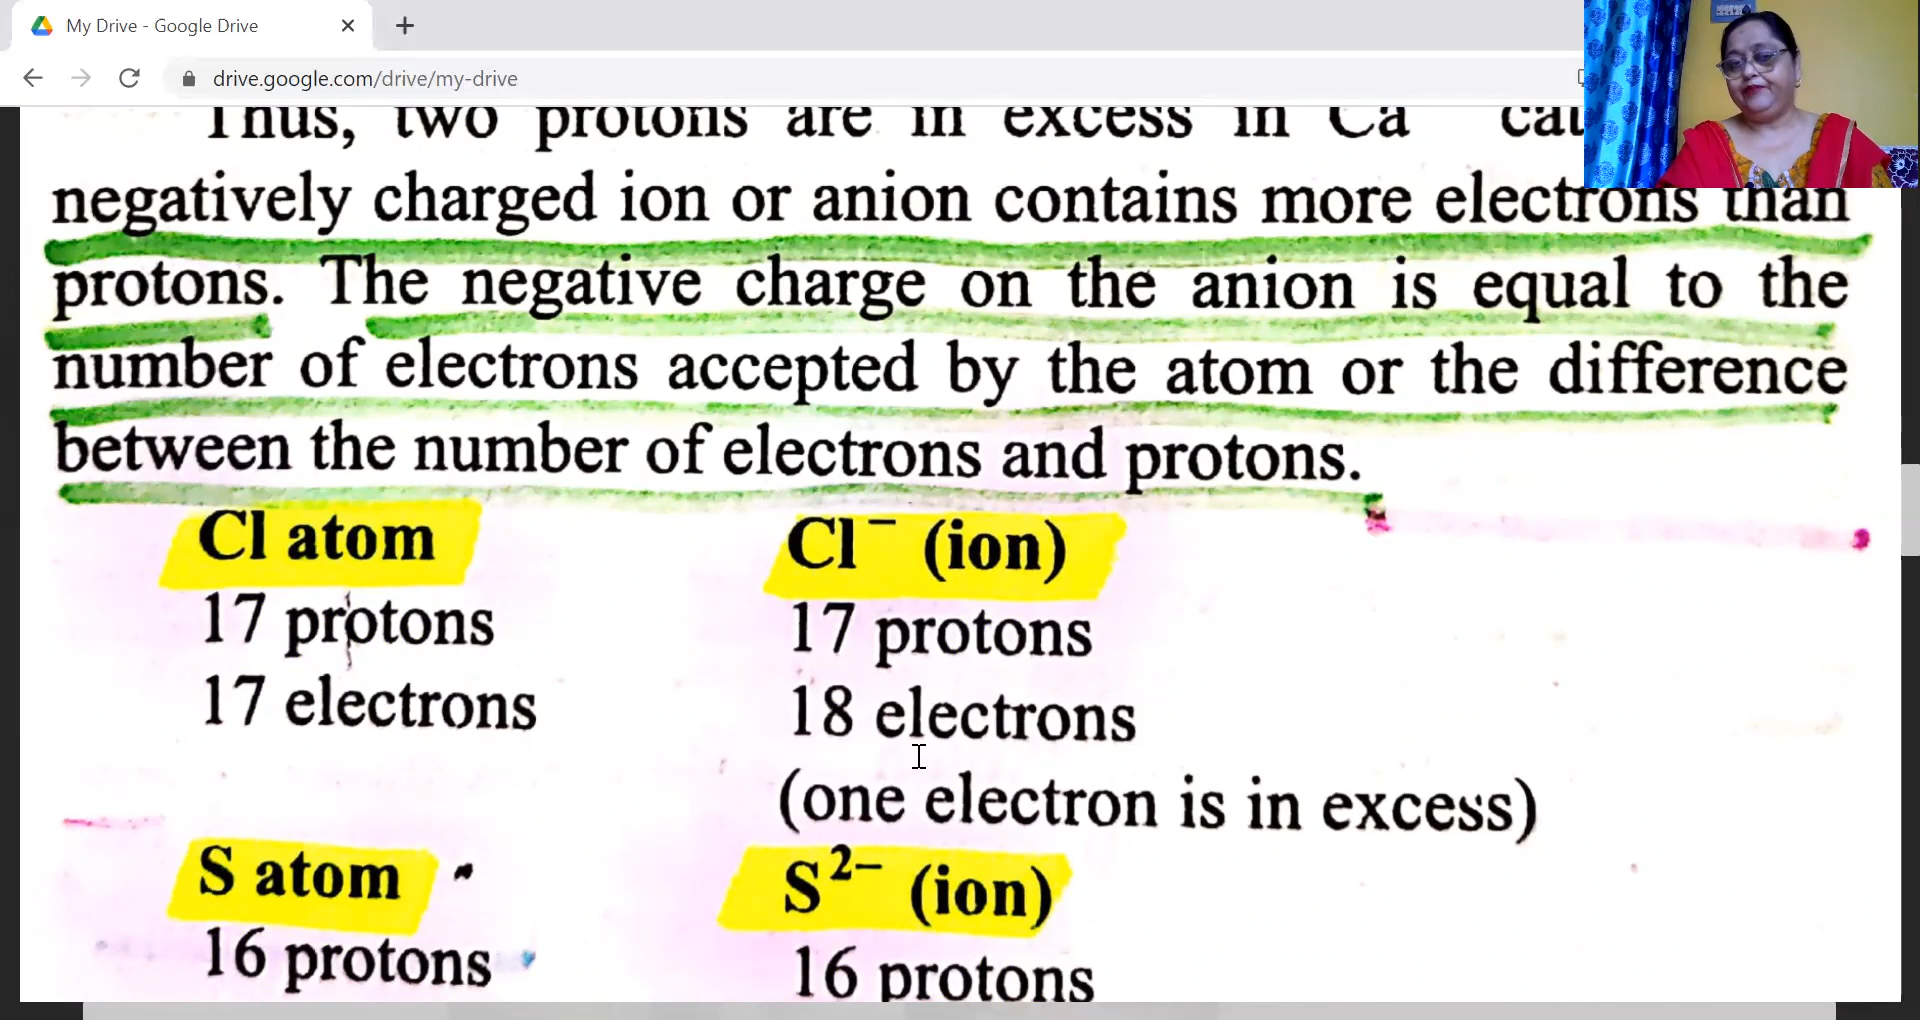 My Drive - Google Drive
drive.google.com/drive/my-drive
Thus, two protons are in excess in Ca
negatively charged ion or anion contains more electrons than
protons. The negative charge on the anion is equal to the
number of electrons accepted by the atom or the difference
between the number of electrons and protons.
Cl atom Cl⁻ (ion)
17 protons 17 protons
17 electrons 18 electrons
(one electron is in excess)
S atom S²⁻ (ion)
16 protons 16 protons